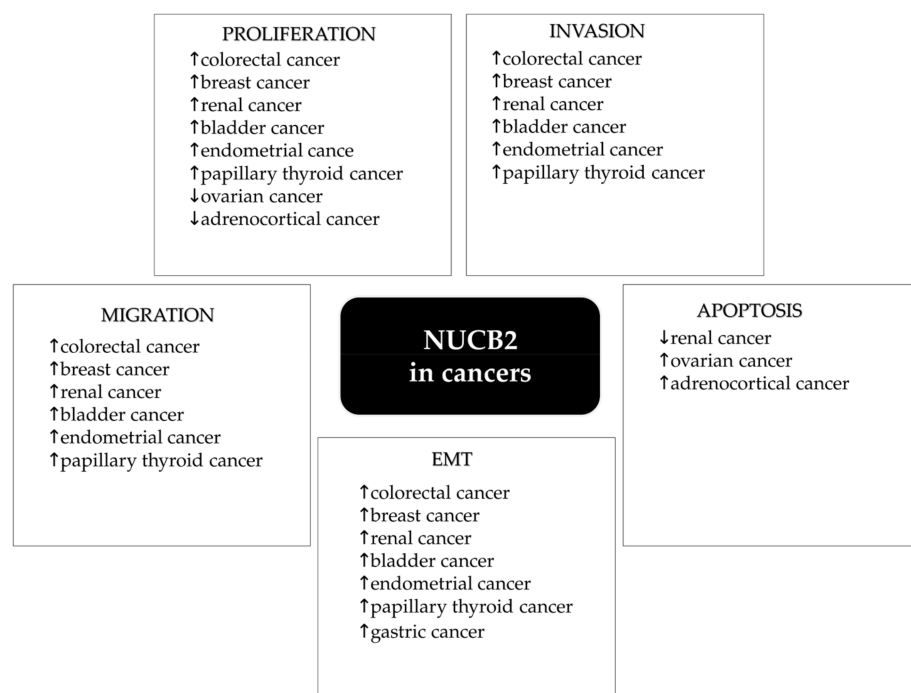 PROLIFERATION
↑colorectal cancer
↑breast cancer
↑renal cancer
↑bladder cancer
↑endometrial cance
↑papillary thyroid cancer
↓ovarian cancer
↓adrenocortical cancer
INVASION
↑colorectal cancer
↑breast cancer
↑renal cancer
↑bladder cancer
↑endometrial cancer
↑papillary thyroid cancer
MIGRATION
↑colorectal cancer
↑breast cancer
↑renal cancer
↑bladder cancer
↑endometrial cancer
↑papillary thyroid cancer
NUCB2
in cancers
APOPTOSIS
↓renal cancer
↑ovarian cancer
↑adrenocortical cancer
EMT
↑colorectal cancer
↑breast cancer
↑renal cancer
↑bladder cancer
↑endometrial cancer
↑papillary thyroid cancer
↑gastric cancer